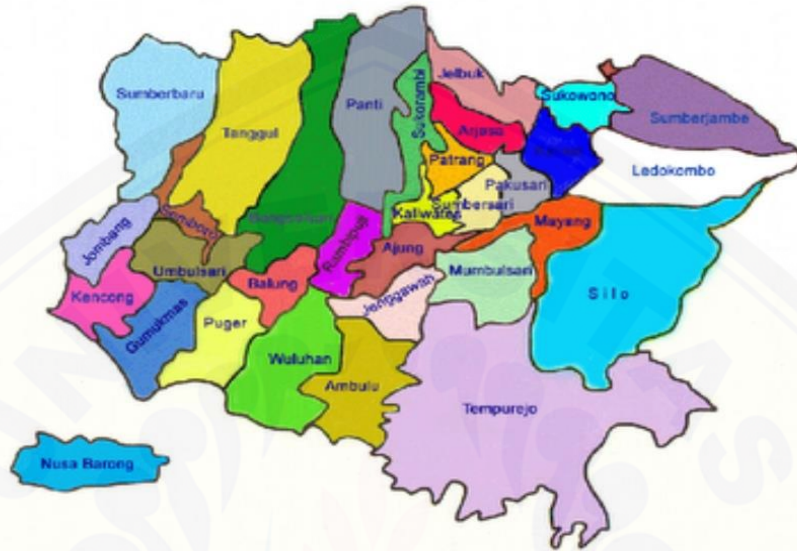 Jelbuk
Sumberbaru
Sukowono
Panti
Sukorambi
Sumberjambe
Tanggul
Arjasa
Patrang
Ledokombo
Pakusari
Sumbersari
Semboro
Bangsalsari
Kaliwates
Rambipuji
Mayang
Jombang
Ajung
Umbulsari
Mumbulsari
Balung
Kencong
Jenggawah
Silo
Gumukmas
Puger
Wuluhan
Ambulu
Tempurejo
Nusa Barong